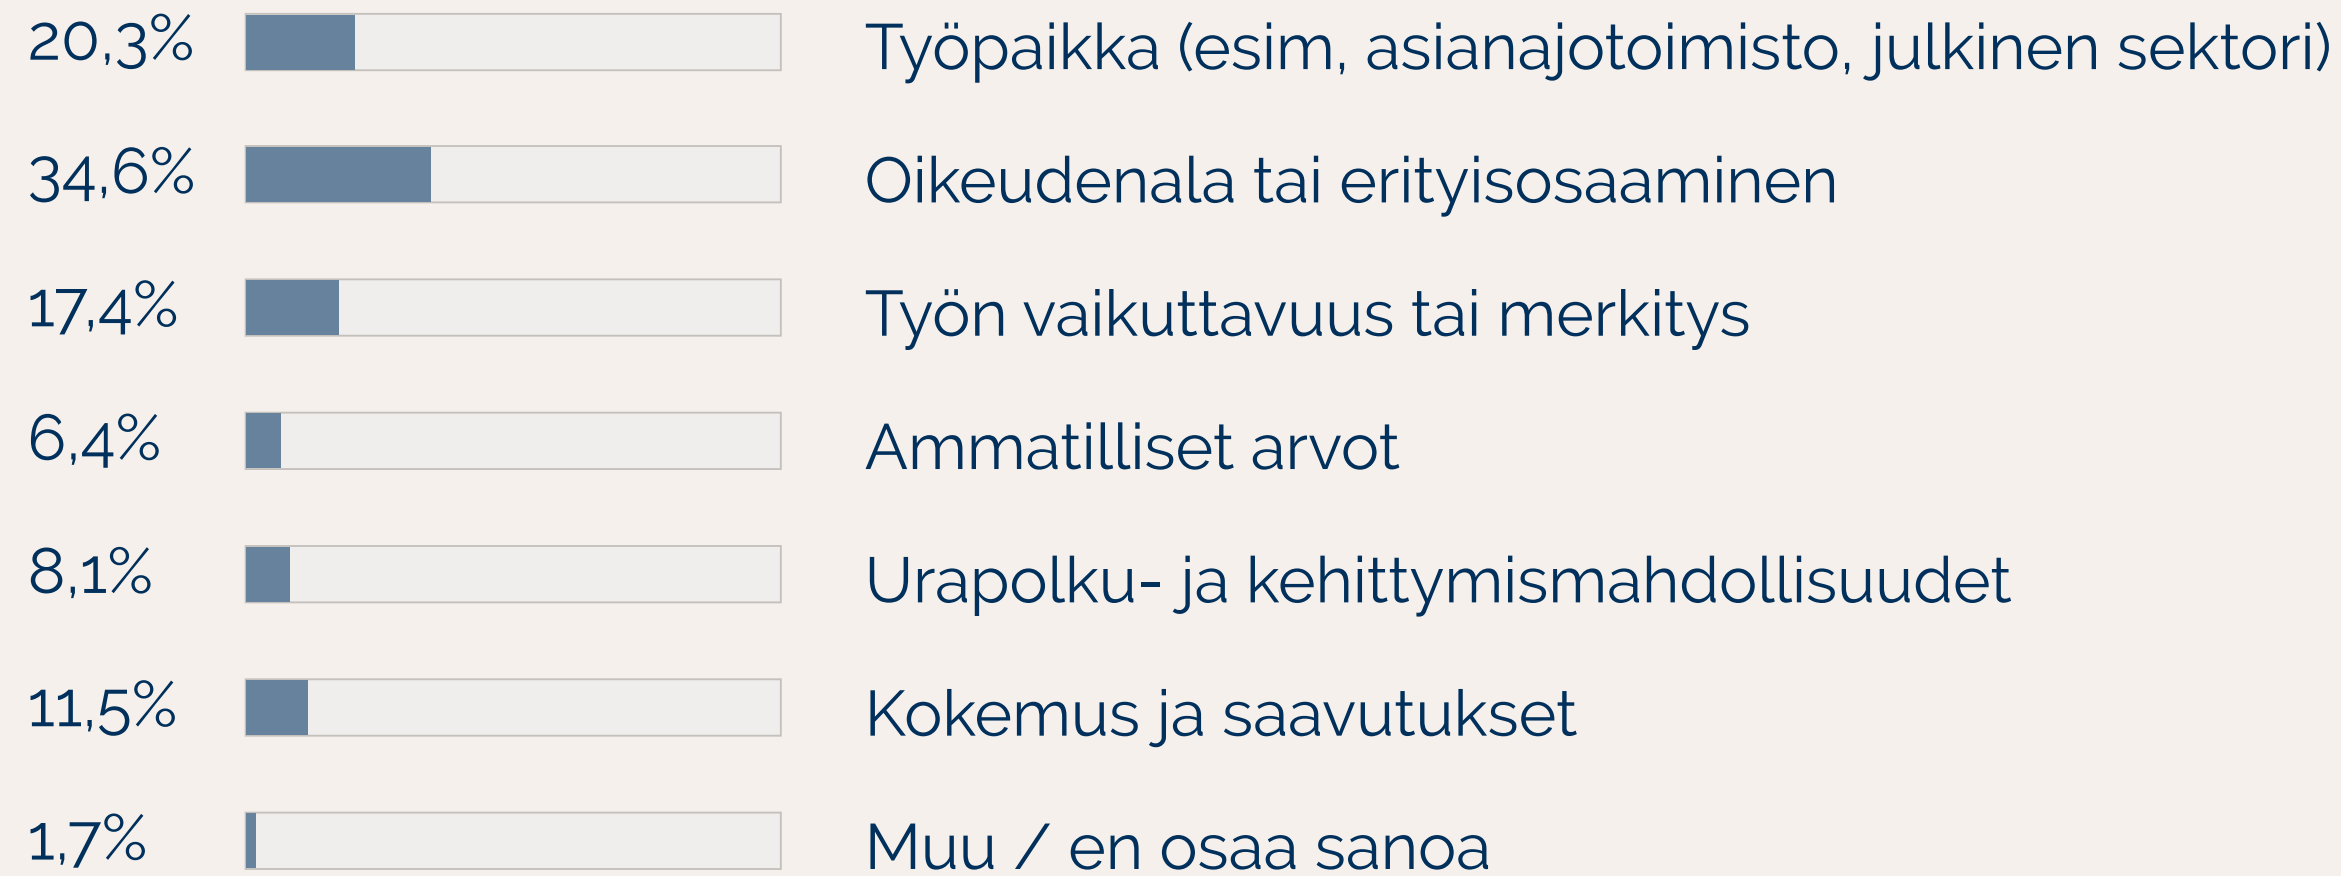 20,3% Työpaikka (esim, asianajotoimisto, julkinen sektori)
34,6% Oikeudenala tai erityisosaaminen
17,4% Työn vaikuttavuus tai merkitys
6,4% Ammatilliset arvot
8,1% Urapolku- ja kehittymismahdollisuudet
11,5% Kokemus ja saavutukset
1,7% Muu / en osaa sanoa